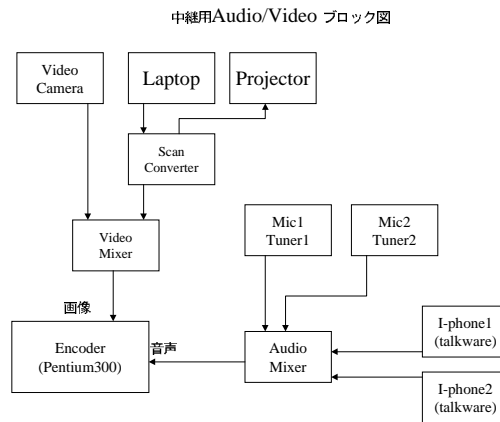 中継用Audio/Video ブロック図
Video
Camera
Laptop
Projector
Scan
Converter
Video
Mixer
Mic1
Tuner1
Mic2
Tuner2
画像
Encoder
(Pentium300)
音声
Audio
Mixer
I-phone1
(talkware)
I-phone2
(talkware)